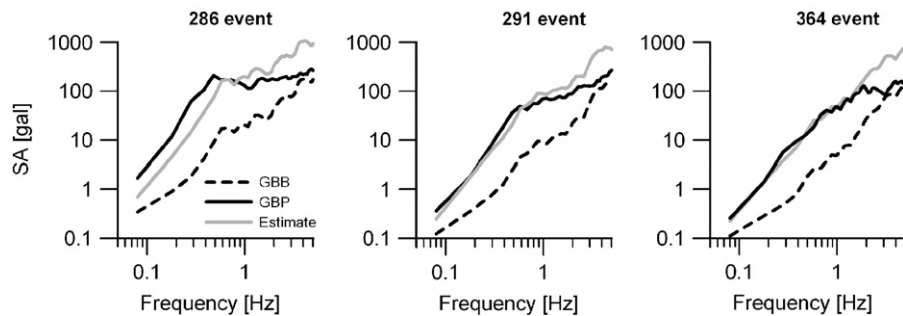 286 event
291 event
364 event
SA [gal]
1000
100
10
1
0.1
GBB
GBP
Estimate
0.1
1
Frequency [Hz]
1000
100
10
1
0.1
0.1
1
Frequency [Hz]
1000
100
10
1
0.1
0.1
1
Frequency [Hz]